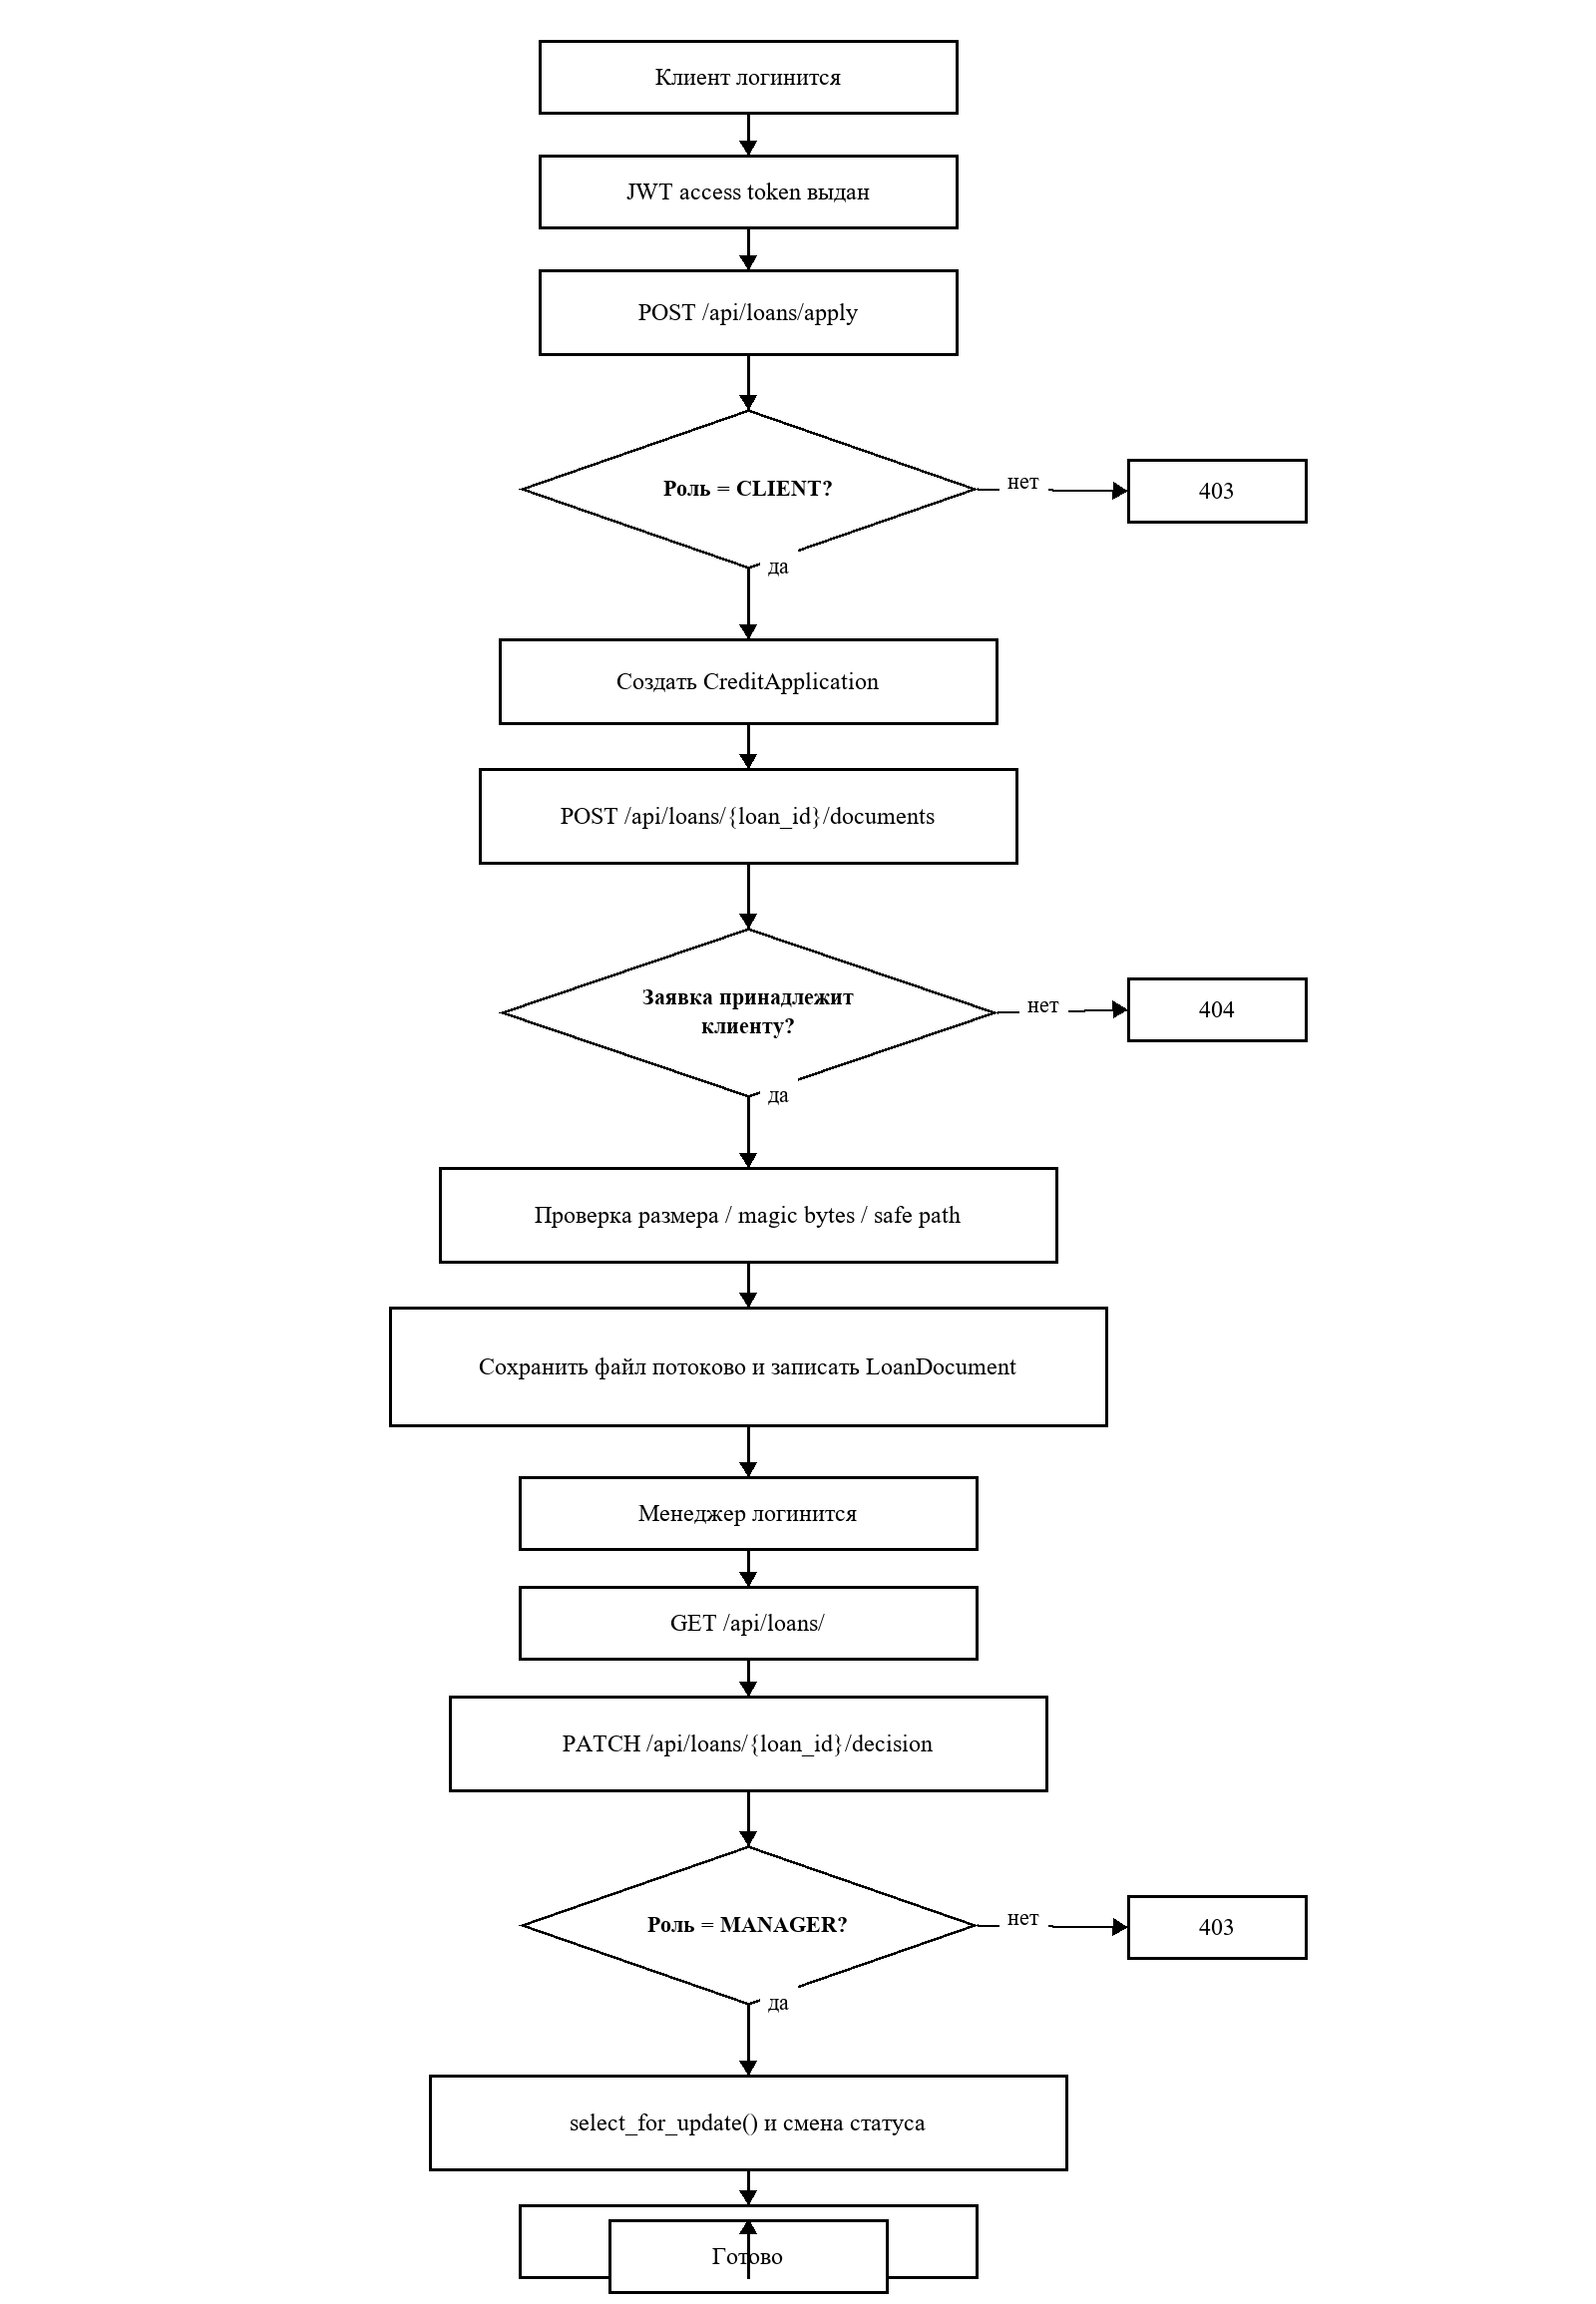 Клиент логинится
JWT access token выдан
POST /api/loans/apply
Роль = CLIENT?
нет
403
да
Создать CreditApplication
POST /api/loans/{loan_id}/documents
Заявка принадлежит
клиенту?
нет
404
да
Проверка размера / magic bytes / safe path
Сохранить файл потоково и записать LoanDocument
Менеджер логинится
GET /api/loans/
PATCH /api/loans/{loan_id}/decision
Роль = MANAGER?
нет
403
да
select_for_update() и смена статуса
Готово